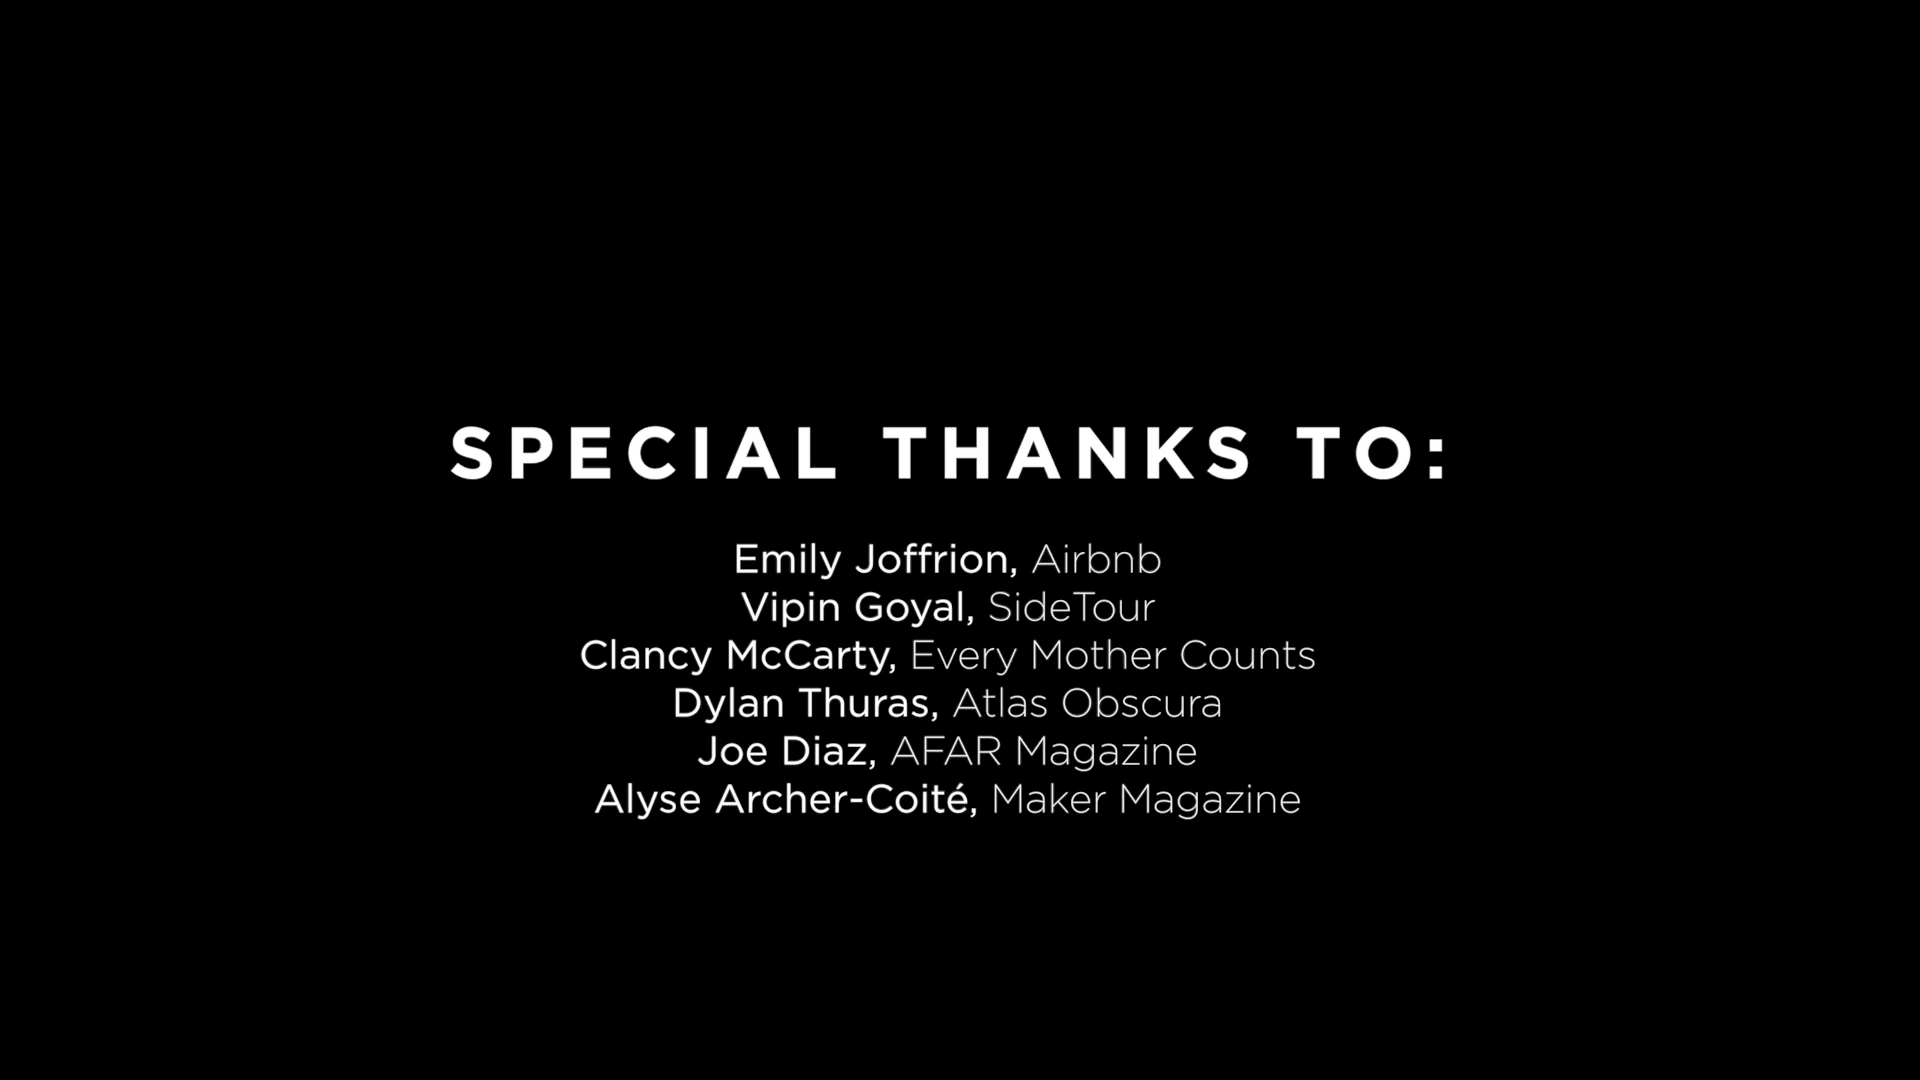 SPECIAL THANKS TO:
Emily Joffrion, Airbnb
Vipin Goyal, SideTour
Clancy McCarty, Every Mother Counts
Dylan Thuras, Atlas Obscura
Joe Diaz, AFAR Magazine
Alyse Archer-Coité, Maker Magazine